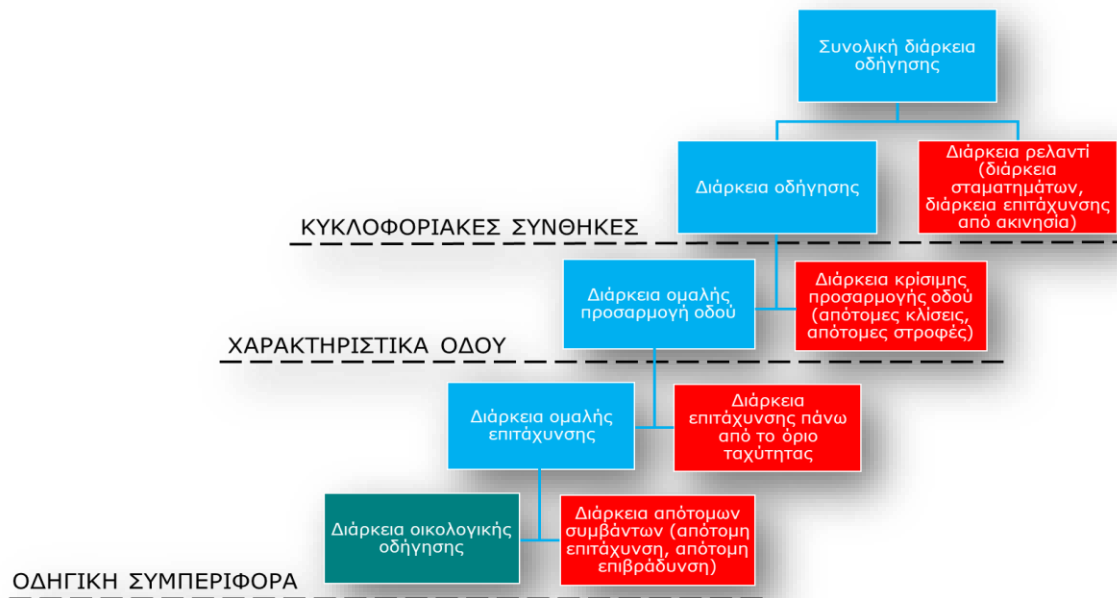 Συνολική διάρκεια
οδήγησης
Διάρκεια οδήγησης
Διάρκεια ρελαντί
(διάρκεια
σταματημάτων,
διάρκεια επιτάχυνσης
από ακινησία)
ΚΥΚΛΟΦΟΡΙΑΚΕΣ ΣΥΝΘΗΚΕΣ
Διάρκεια ομαλής
προσαρμογή οδού
Διάρκεια κρίσιμης
προσαρμογής οδού
(απότομες κλίσεις,
απότομες στροφές)
ΧΑΡΑΚΤΗΡΙΣΤΙΚΑ ΟΔΟΥ
Διάρκεια ομαλής
επιτάχυνσης
Διάρκεια
επιτάχυνσης πάνω
από το όριο
ταχύτητας
Διάρκεια οικολογικής
οδήγησης
Διάρκεια απότομων
συμβάντων (απότομη
επιτάχυνση, απότομη
επιβράδυνση)
ΟΔΗΓΙΚΗ ΣΥΜΠΕΡΙΦΟΡΑ